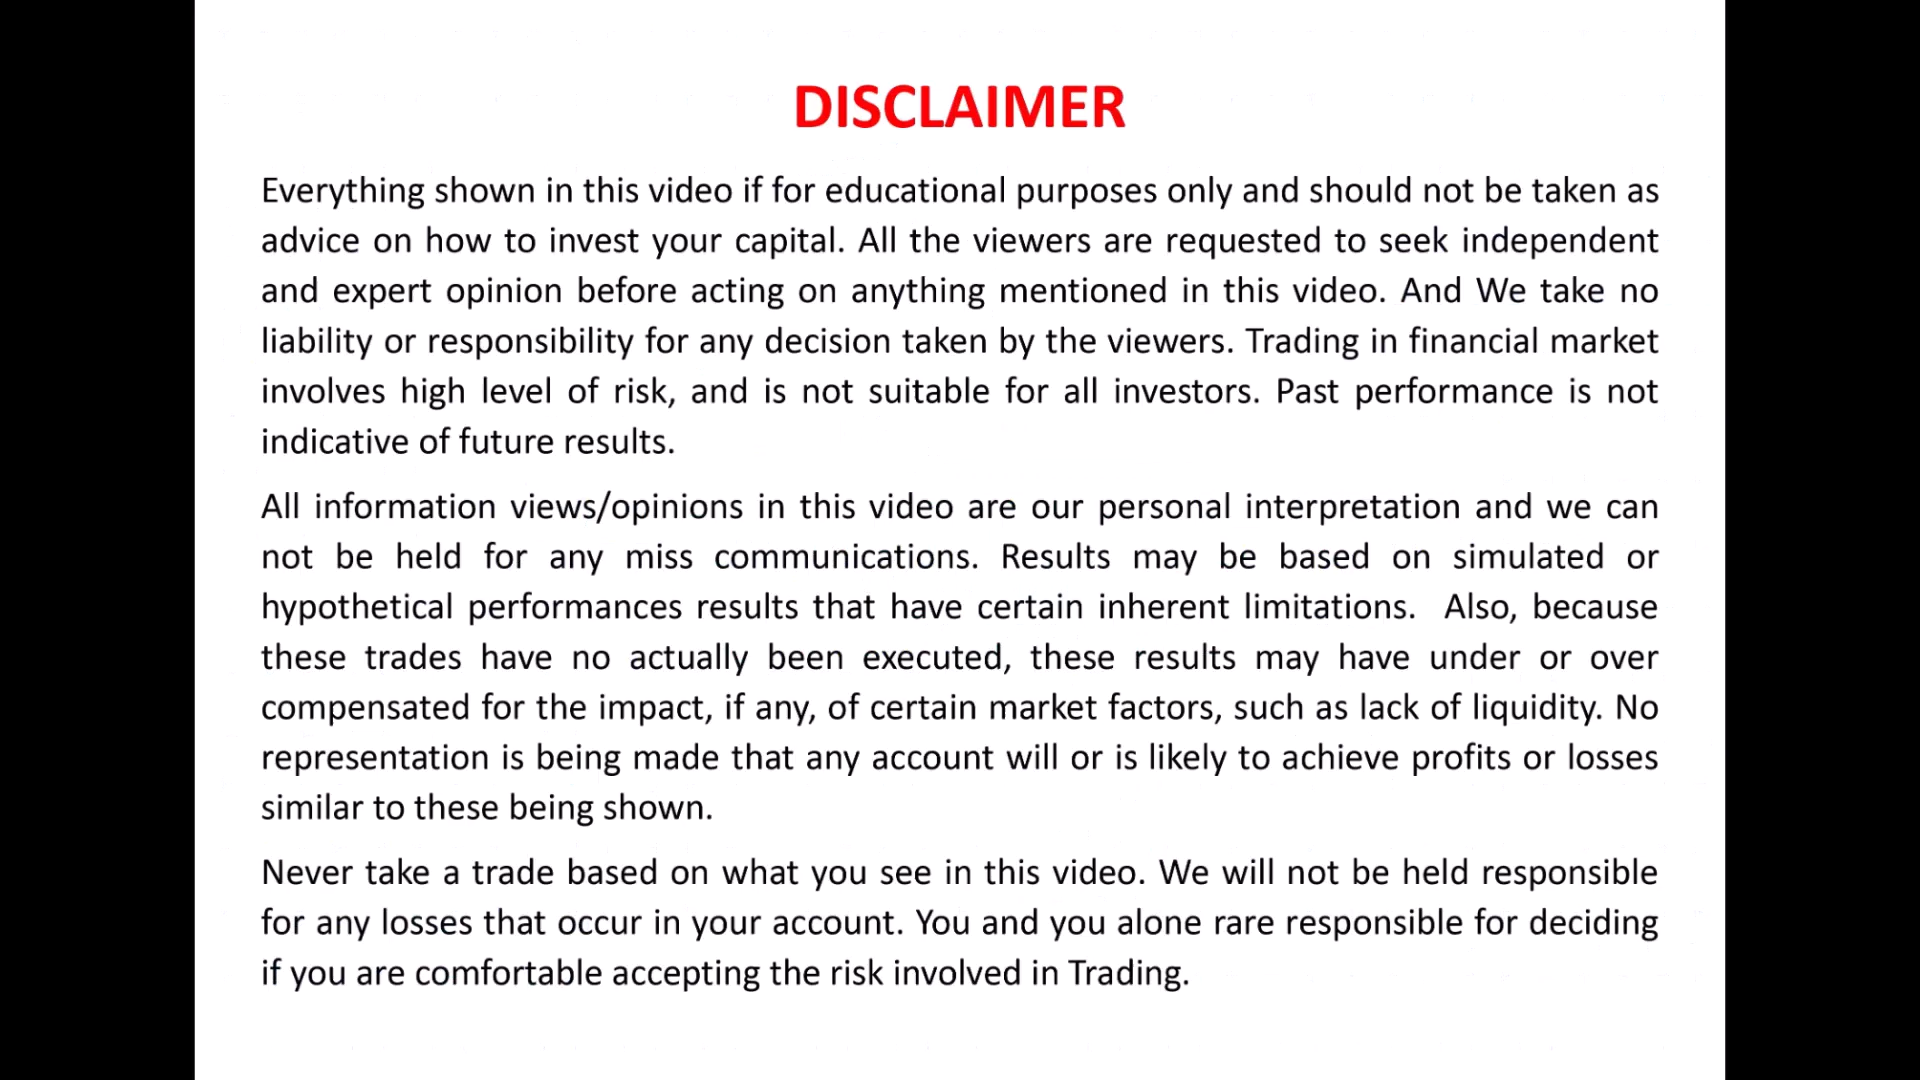 DISCLAIMER
Everything shown in this video if for educational purposes only and should not be taken as
advice on how to invest your capital. All the viewers are requested to seek independent
and expert opinion before acting on anything mentioned in this video. And We take no
liability or responsibility for any decision taken by the viewers. Trading in financial market
involves high level of risk, and is not suitable for all investors. Past performance is not
indicative of future results.
All information views/opinions in this video are our personal interpretation and we can
not be held for any miss communications. Results may be based on simulated or
hypothetical performances results that have certain inherent limitations. Also, because
these trades have no actually been executed, these results may have under or over
compensated for the impact, if any, of certain market factors, such as lack of liquidity. No
representation is being made that any account will or is likely to achieve profits or losses
similar to these being shown.
Never take a trade based on what you see in this video. We will not be held responsible
for any losses that occur in your account. You and you alone rare responsible for deciding
if you are comfortable accepting the risk involved in Trading.